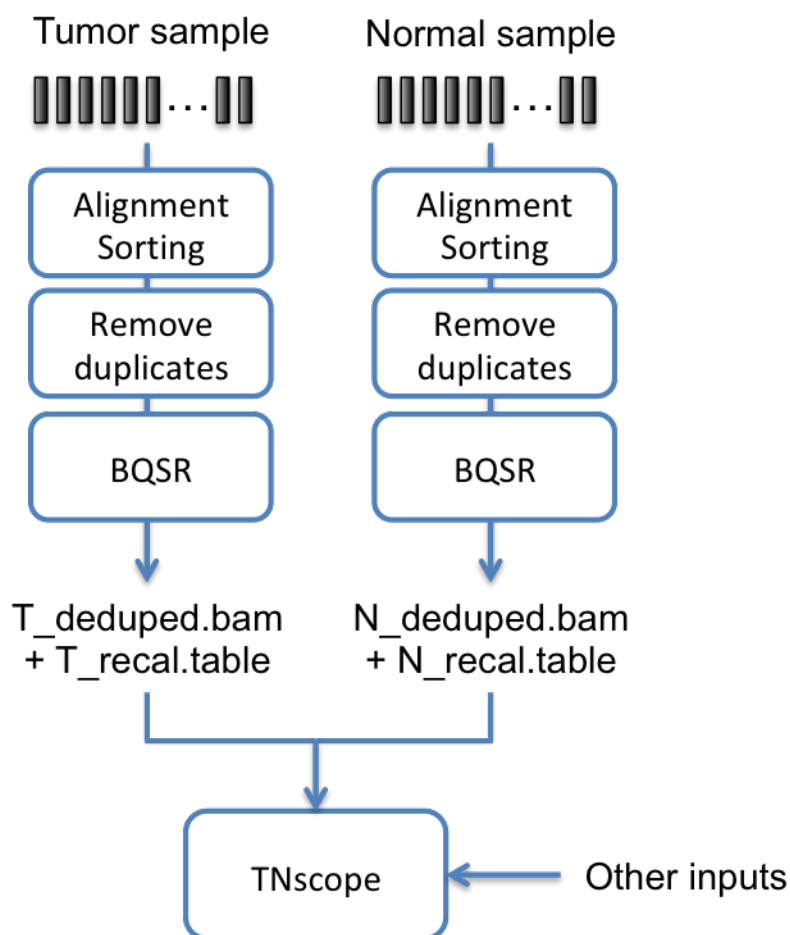 Tumor sample
Normal sample
...
...
Alignment
Sorting
Alignment
Sorting
Remove
duplicates
Remove
duplicates
BQSR
BQSR
T_deduped.bam
+ T_recal.table
N_deduped.bam
+ N_recal.table
TNscope
Other inputs